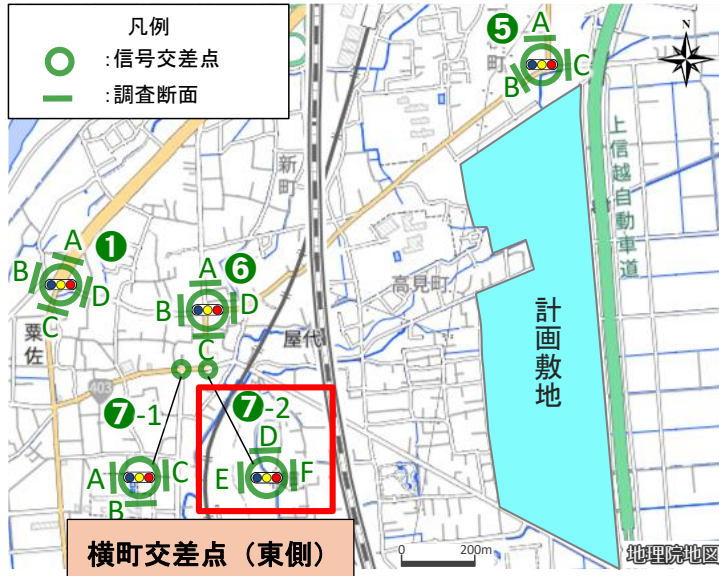 凡例
:信号交差点
:調査断面
❺
A
B
C
町
N
新町
上信越自動車道
❶
A
B
D
C
❻
A
B
D
C
高見町
屋代
粟佐
403
計画敷地
❼-1
❼-2
A
C
B
D
E
F
横町交差点（東側）
0 200m
地理院地図